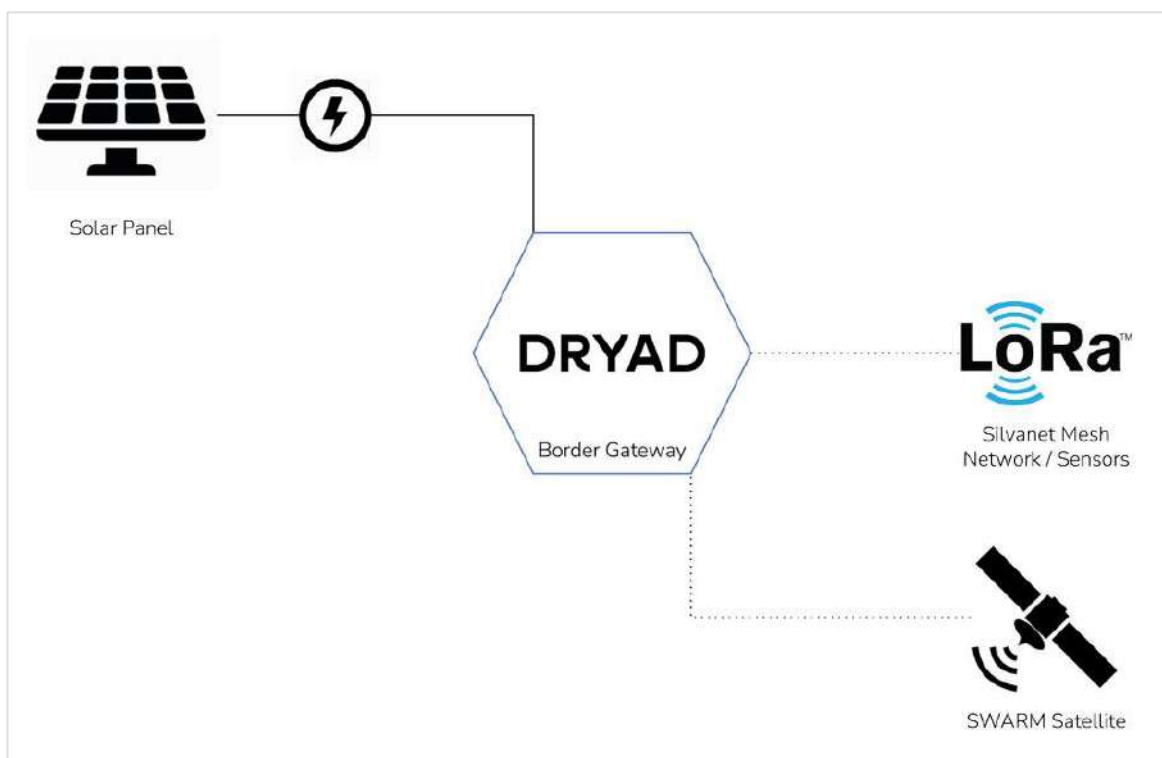 Solar Panel
DRYAD
Border Gateway
LoRa™
Silvanet Mesh
Network / Sensors
SWARM Satellite